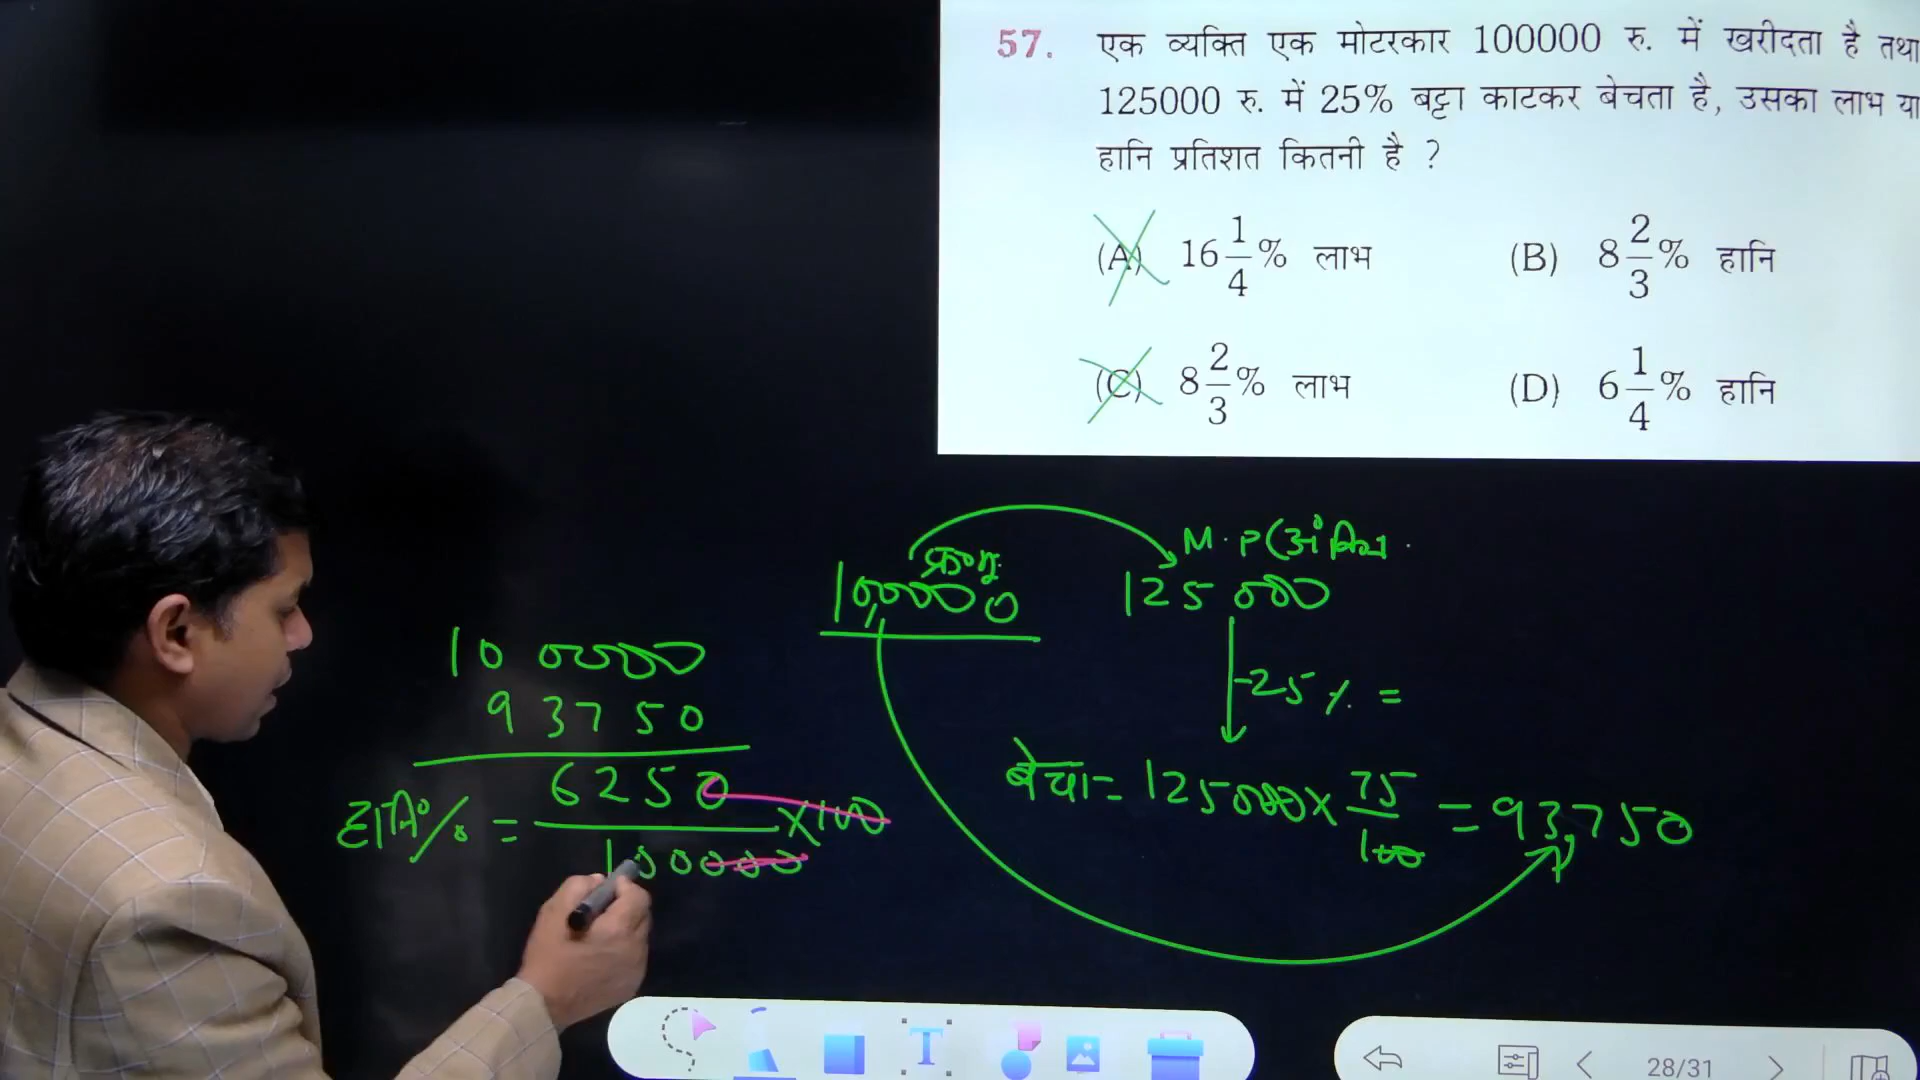 57. एक व्यक्ति एक मोटरकार 100000 रु. में खरीदता है तथा
125000 रु. में 25% बट्टा काटकर बेचता है, उसका लाभ या
हानि प्रतिशत कितनी है ?
(A) 16 1/4 % लाभ (B) 8 2/3 % हानि
(C) 8 2/3 % लाभ (D) 6 1/4 % हानि
M.P(
100000 125000
-25 % =
बेचा = 125000 × 75/100 = 93,750
100000
93750
6250
हानि % = 6250/100000 × 100
T
28/31